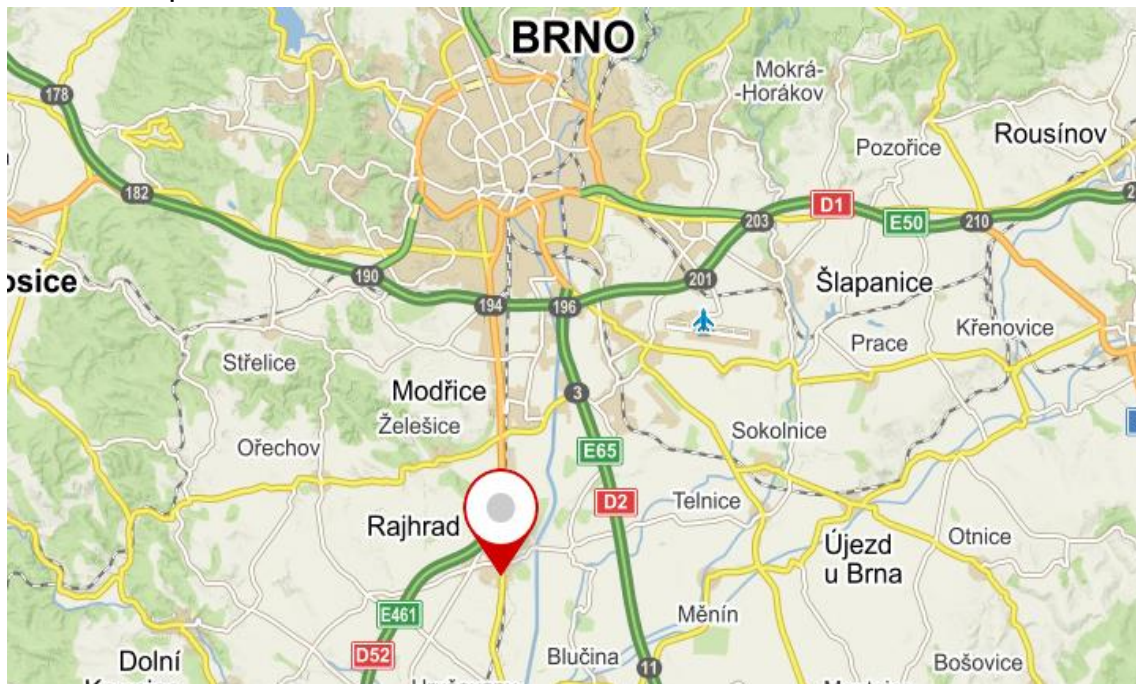 BRNO
178
Mokrá-
-Horákov
Rousínov
Pozořice
182
203
D1
E50
210
190
201
osice
Šlapanice
194
196
Křenovice
Prace
Střelice
Modřice
3
Želešice
Sokolnice
Ořechov
E65
D2
Telnice
Rajhrad
Otnice
Újezd
u Brna
E461
Měnín
D52
Blučina
11
Dolní
Bošovice